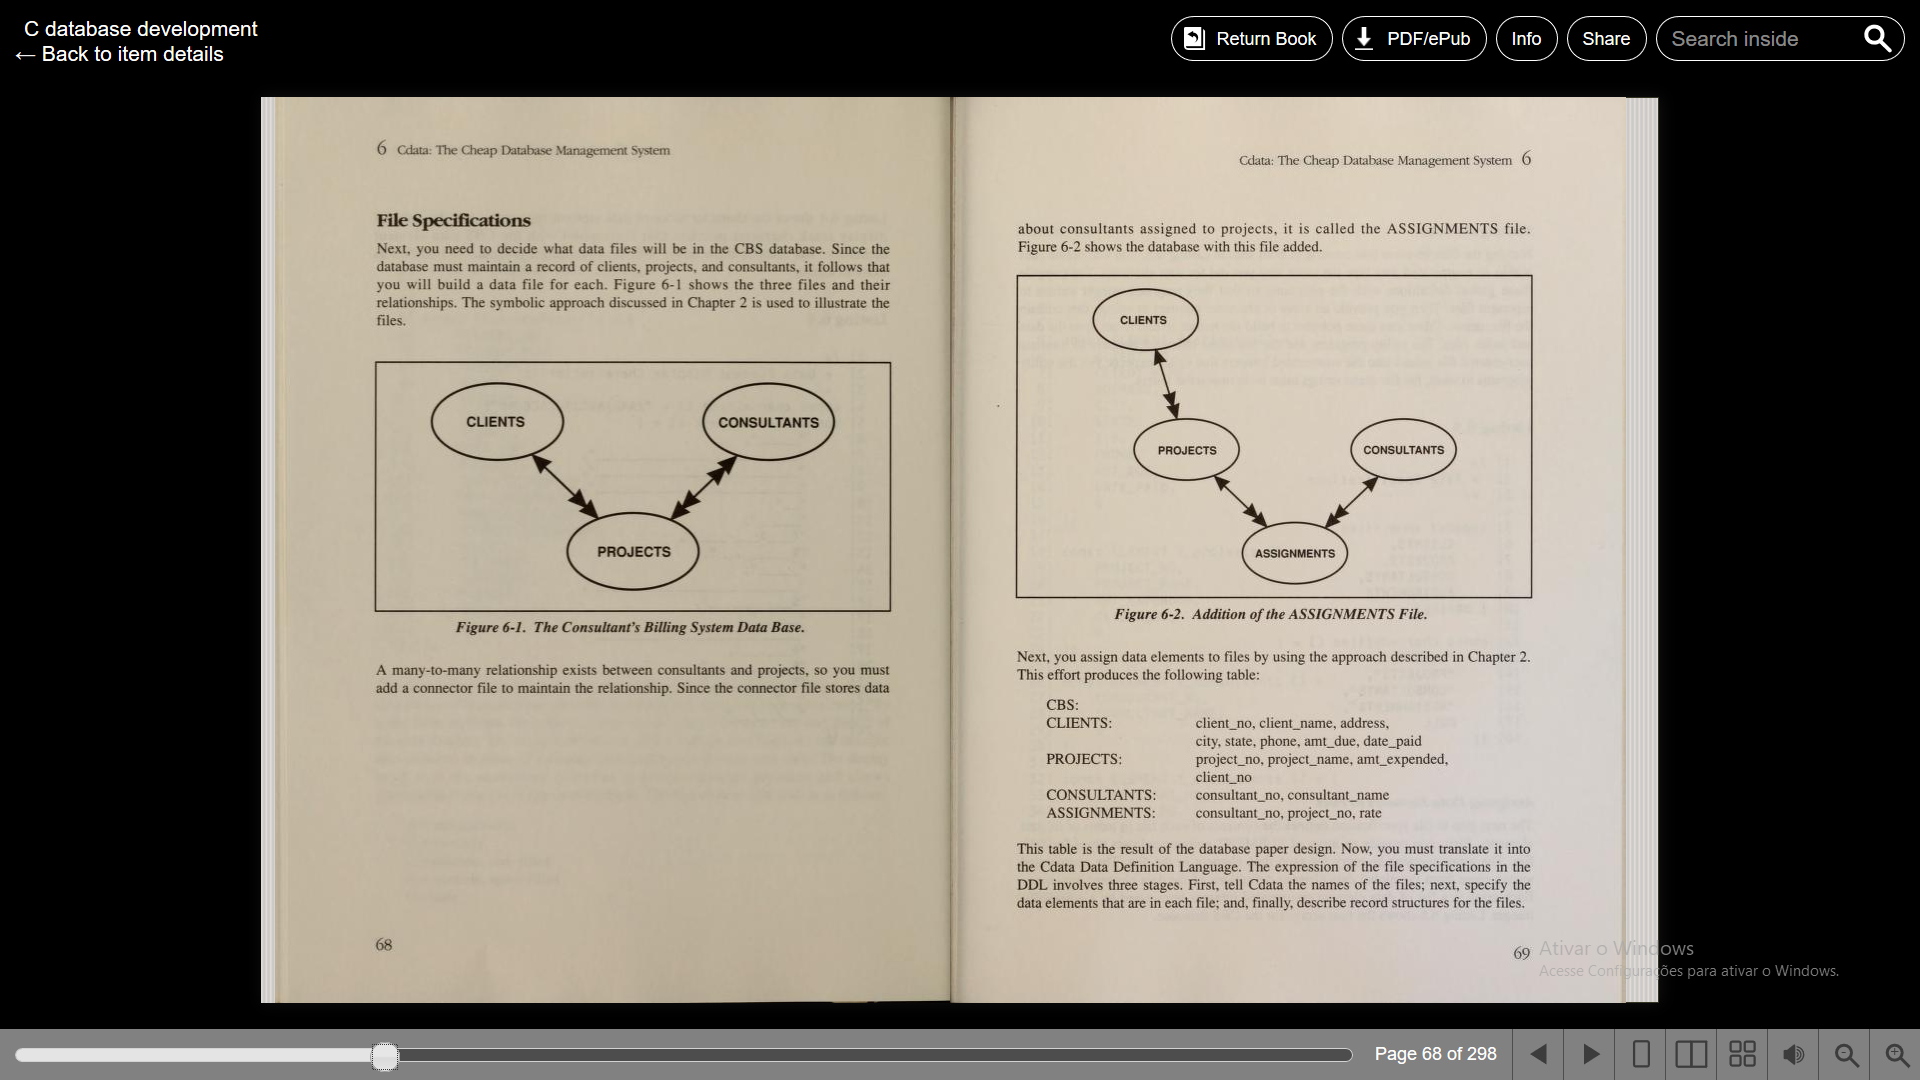 C database development
← Back to item details
Return Book
PDF/ePub
Info
Share
Search inside
6 Cdata: The Cheap Database Management System
File Specifications
Next, you need to decide what data files will be in the CBS database. Since the
database must maintain a record of clients, projects, and consultants, it follows that
you will build a data file for each. Figure 6-1 shows the three files and their
relationships. The symbolic approach discussed in Chapter 2 is used to illustrate the
files.
CLIENTS
CONSULTANTS
PROJECTS
Figure 6-1. The Consultant's Billing System Data Base.
A many-to-many relationship exists between consultants and projects, so you must
add a connector file to maintain the relationship. Since the connector file stores data
68
Cdata: The Cheap Database Management System 6
about consultants assigned to projects, it is called the ASSIGNMENTS file.
Figure 6-2 shows the database with this file added.
CLIENTS
PROJECTS
CONSULTANTS
ASSIGNMENTS
Figure 6-2. Addition of the ASSIGNMENTS File.
Next, you assign data elements to files by using the approach described in Chapter 2.
This effort produces the following table:
CBS:
CLIENTS: client_no, client_name, address,
city, state, phone, amt_due, date_paid
PROJECTS: project_no, project_name, amt_expended,
client_no
CONSULTANTS: consultant_no, consultant_name
ASSIGNMENTS: consultant_no, project_no, rate
This table is the result of the database paper design. Now, you must translate it into
the Cdata Data Definition Language. The expression of the file specifications in the
DDL involves three stages. First, tell Cdata the names of the files; next, specify the
data elements that are in each file; and, finally, describe record structures for the files.
69
Ativar o Windows
Acesse Configurações para ativar o Windows.
Page 68 of 298